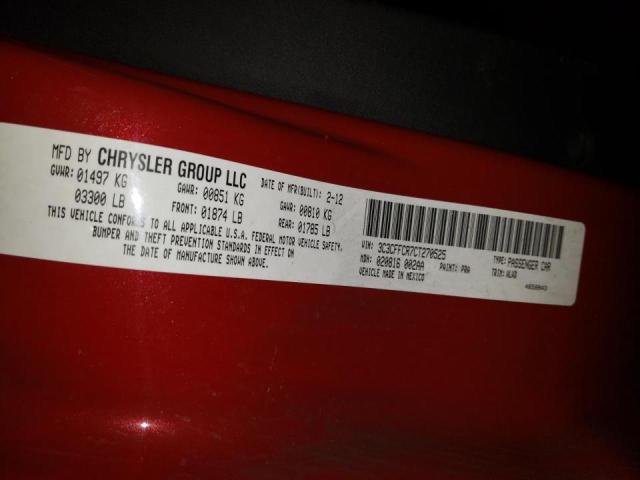 MFD BY CHRYSLER GROUP LLC DATE OF MFR(BUILT): 2-12
GVWR: 01497 KG GAWR: 00851 KG GAWR: 00810 KG
03300 LB FRONT: 01874 LB REAR: 01785 LB
THIS VEHICLE CONFORMS TO ALL APPLICABLE U.S.A. FEDERAL MOTOR VEHICLE SAFETY,
BUMPER AND THEFT PREVENTION STANDARDS IN EFFECT ON
THE DATE OF MANUFACTURE SHOWN ABOVE.
VIN: 3C3CFFCR7CT270525 TYPE: PASSENGER CAR
MDH: 020816 002AA PAINT: PRA TRIM: HLAD
VEHICLE MADE IN MEXICO